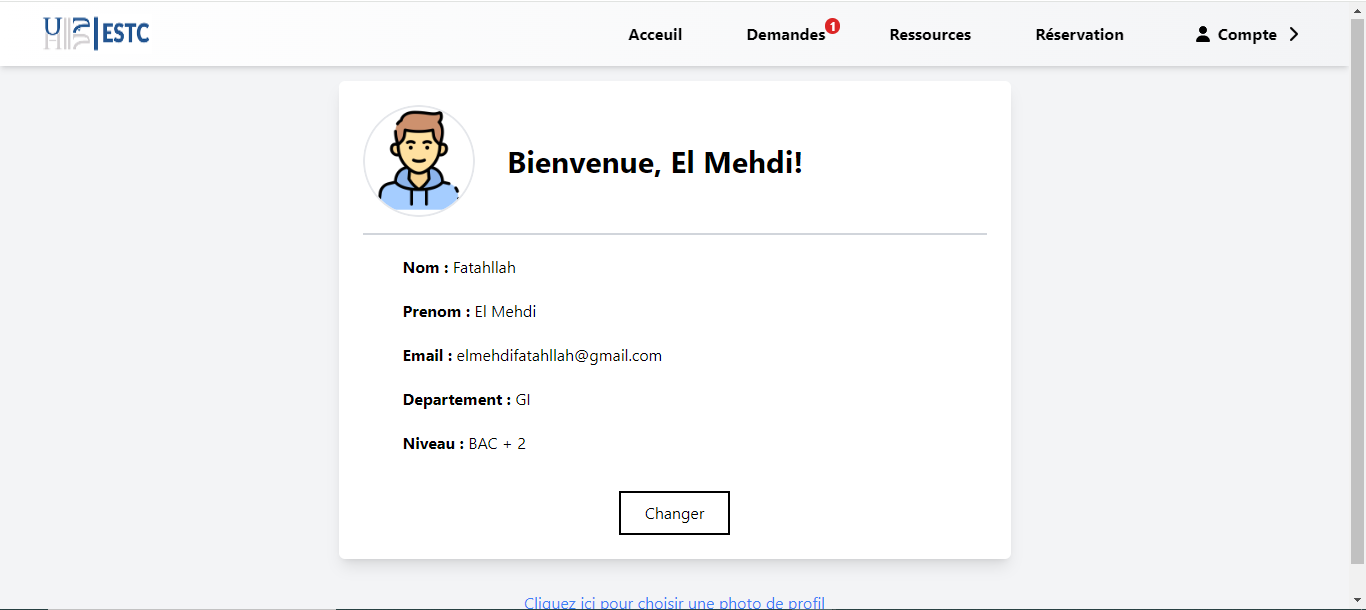 UH ESTC
Acceuil Demandes 1 Ressources Réservation Compte
Bienvenue, El Mehdi!
Nom : Fatahllah
Prenom : El Mehdi
Email : elmehdifatahllah@gmail.com
Departement : GI
Niveau : BAC + 2
Changer
Cliquez ici pour choisir une photo de profil